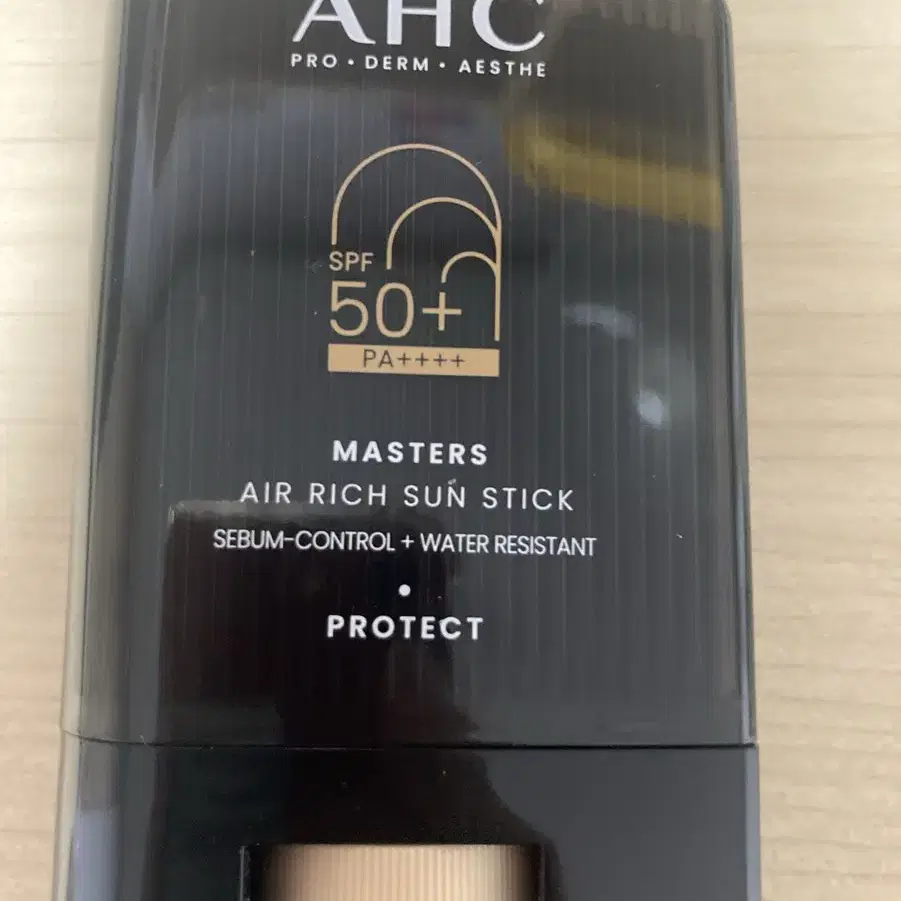 AHC
PRO • DERM • AESTHE
SPF
50+
PA++++
MASTERS
AIR RICH SUN STICK
SEBUM-CONTROL + WATER RESISTANT
•
PROTECT